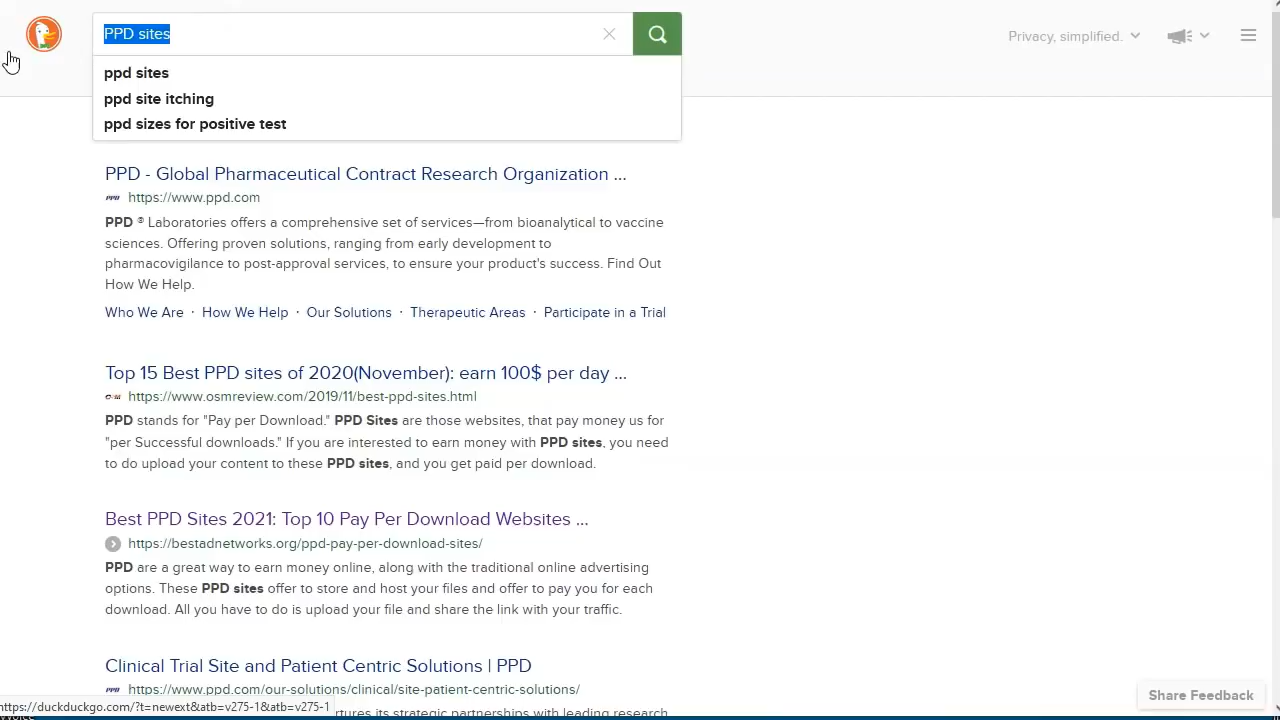 PPD sites
Privacy, simplified.
ppd sites
ppd site itching
ppd sizes for positive test
PPD - Global Pharmaceutical Contract Research Organization ...
https://www.ppd.com
PPD ® Laboratories offers a comprehensive set of services—from bioanalytical to vaccine
sciences. Offering proven solutions, ranging from early development to
pharmacovigilance to post-approval services, to ensure your product's success. Find Out
How We Help.
Who We Are · How We Help · Our Solutions · Therapeutic Areas · Participate in a Trial
Top 15 Best PPD sites of 2020(November): earn 100$ per day ...
https://www.osmreview.com/2019/11/best-ppd-sites.html
PPD stands for "Pay per Download." PPD Sites are those websites, that pay money us for
"per Successful downloads." If you are interested to earn money with PPD sites, you need
to do upload your content to these PPD sites, and you get paid per download.
Best PPD Sites 2021: Top 10 Pay Per Download Websites ...
https://bestadnetworks.org/ppd-pay-per-download-sites/
PPD are a great way to earn money online, along with the traditional online advertising
options. These PPD sites offer to store and host your files and offer to pay you for each
download. All you have to do is upload your file and share the link with your traffic.
Clinical Trial Site and Patient Centric Solutions | PPD
https://www.ppd.com/our-solutions/clinical/site-patient-centric-solutions/
Share Feedback
https://duckduckgo.com/?t=newext&atb=v275-1&atb=v275-1
its strategic partnerships with leading research